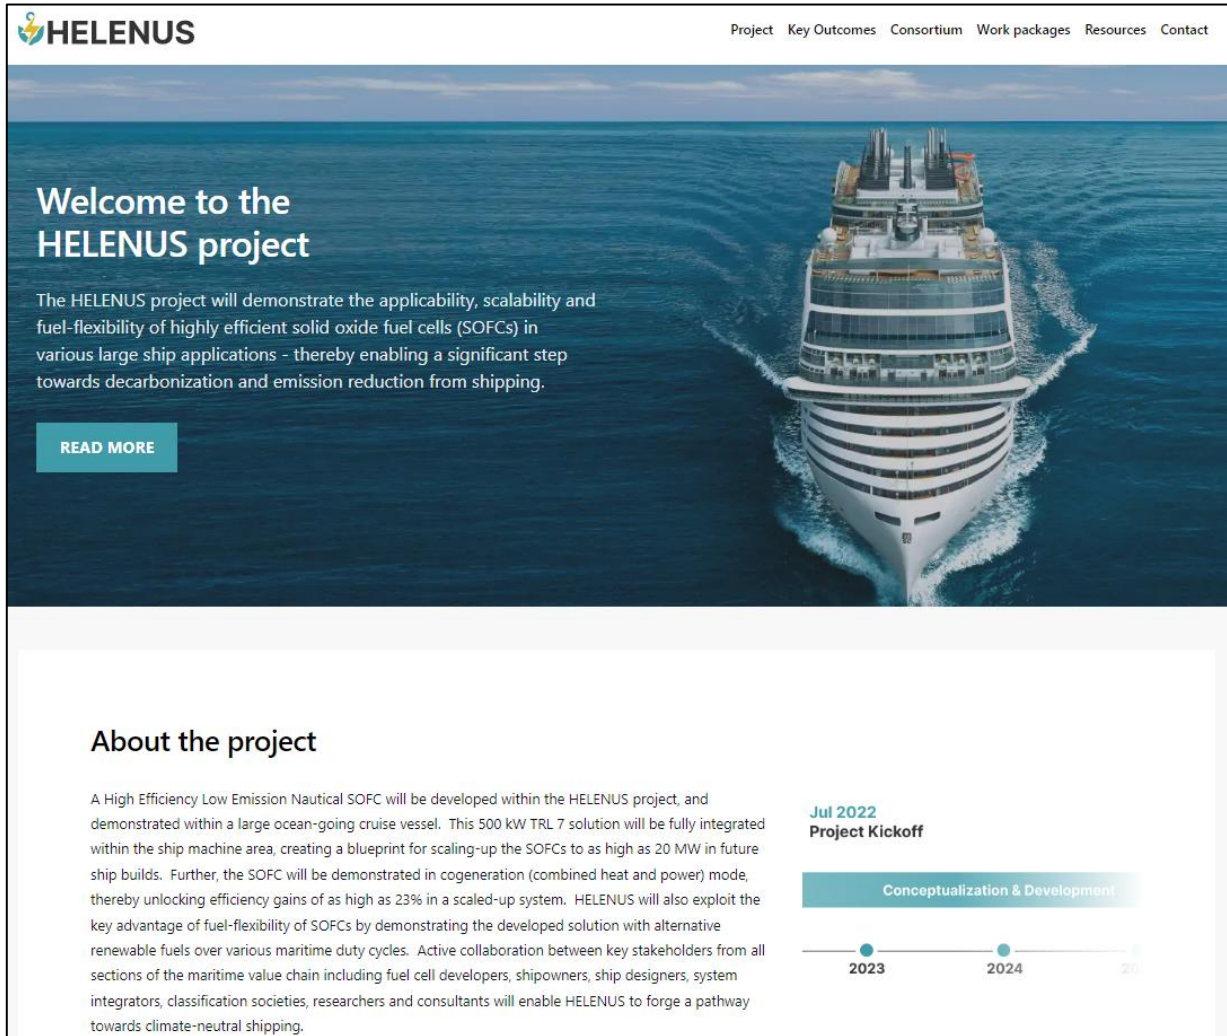 HELENUS
Project Key Outcomes Consortium Work packages Resources Contact
Welcome to the
HELENUS project
The HELENUS project will demonstrate the applicability, scalability and
fuel-flexibility of highly efficient solid oxide fuel cells (SOFCs) in
various large ship applications - thereby enabling a significant step
towards decarbonization and emission reduction from shipping.
READ MORE
About the project
A High Efficiency Low Emission Nautical SOFC will be developed within the HELENUS project, and
demonstrated within a large ocean-going cruise vessel. This 500 kW TRL 7 solution will be fully integrated
within the ship machine area, creating a blueprint for scaling-up the SOFCs to as high as 20 MW in future
ship builds. Further, the SOFC will be demonstrated in cogeneration (combined heat and power) mode,
thereby unlocking efficiency gains of as high as 23% in a scaled-up system. HELENUS will also exploit the
key advantage of fuel-flexibility of SOFCs by demonstrating the developed solution with alternative
renewable fuels over various maritime duty cycles. Active collaboration between key stakeholders from all
sections of the maritime value chain including fuel cell developers, shipowners, ship designers, system
integrators, classification societies, researchers and consultants will enable HELENUS to forge a pathway
towards climate-neutral shipping.
Jul 2022
Project Kickoff
Conceptualization & Development
2023 2024